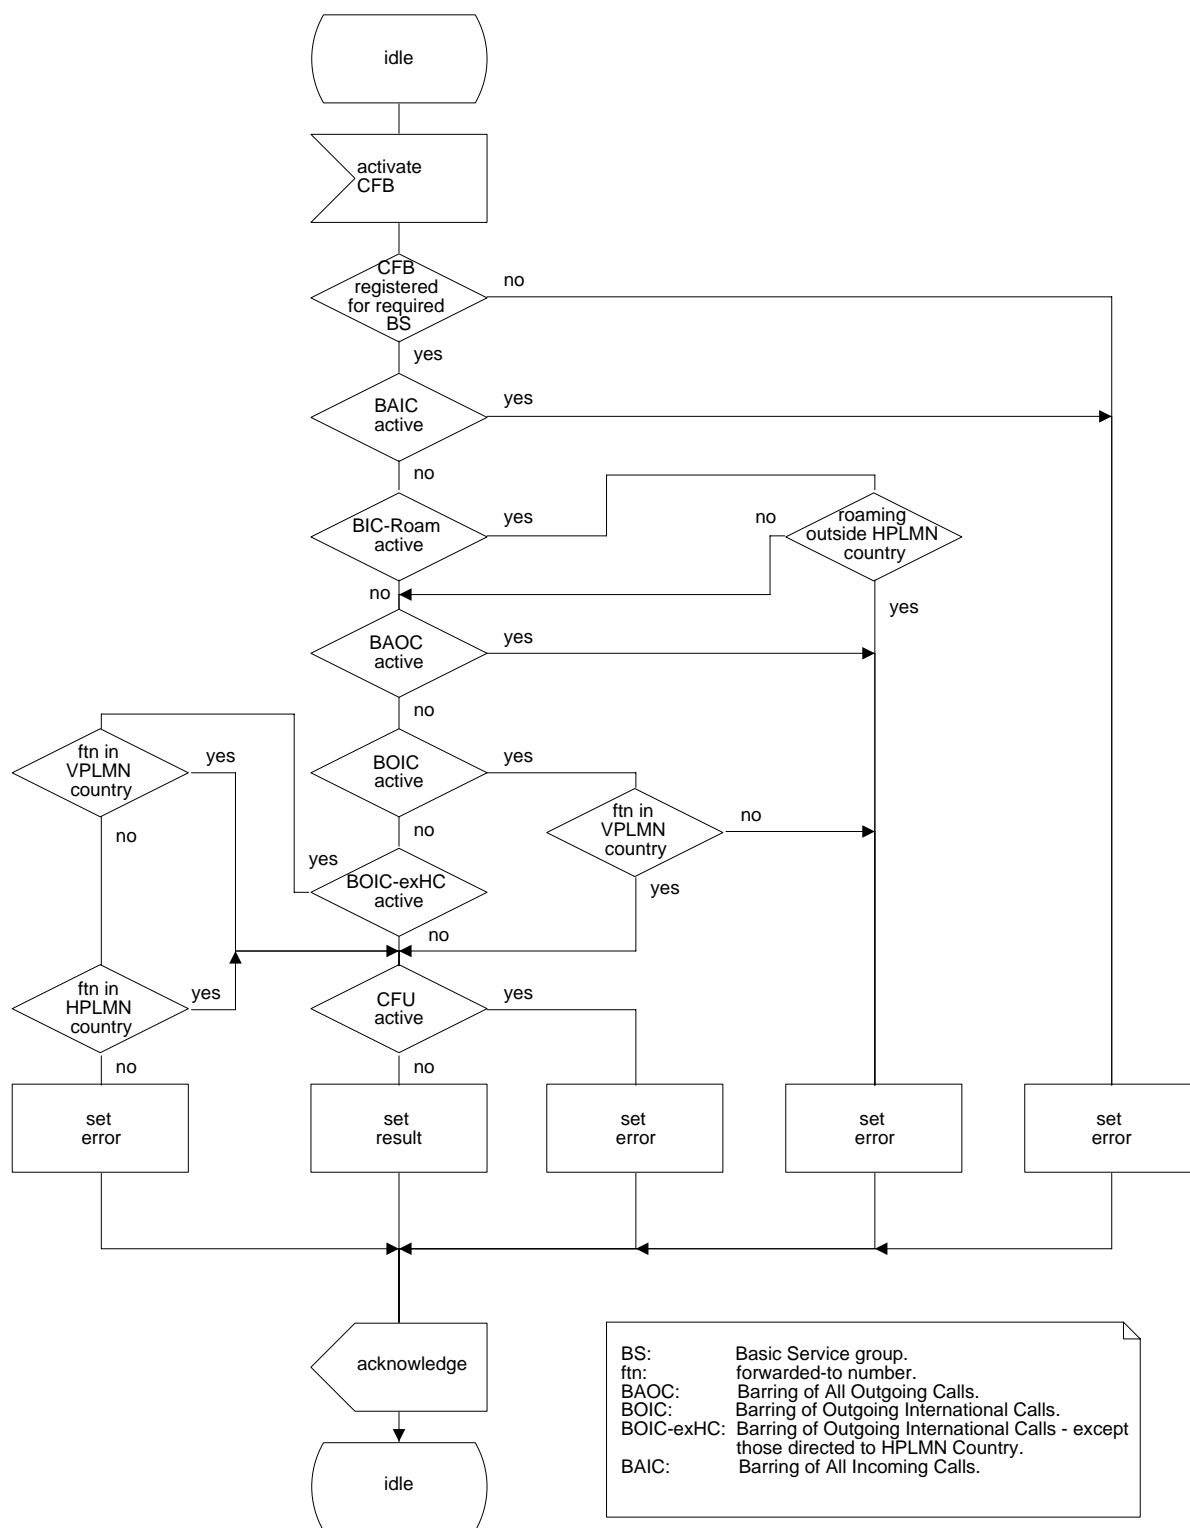 idle
activate
CFB
CFB
registered
for required
BS
no
yes
BAIC
active
yes
no
BIC-Roam
active
yes
no
roaming
outside HPLMN
country
no
yes
BAOC
active
yes
no
ftn in
VPLMN
country
yes
no
BOIC
active
yes
no
ftn in
VPLMN
country
no
yes
yes
BOIC-exHC
active
no
ftn in
HPLMN
country
yes
no
CFU
active
yes
no
set
error
set
result
set
error
set
error
set
error
acknowledge
idle
BS: Basic Service group.
ftn: forwarded-to number.
BAOC: Barring of All Outgoing Calls.
BOIC: Barring of Outgoing International Calls.
BOIC-exHC: Barring of Outgoing International Calls - except
those directed to HPLMN Country.
BAIC: Barring of All Incoming Calls.